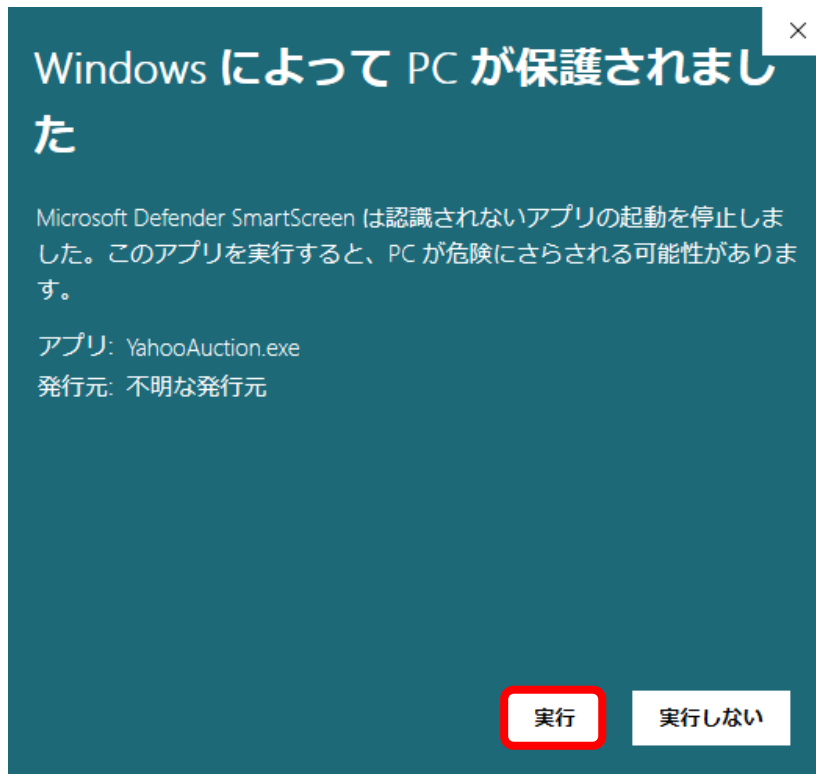 Windows によって PC が保護されまし
た
Microsoft Defender SmartScreen は認識されないアプリの起動を停止しま
した。このアプリを実行すると、PC が危険にさらされる可能性がありま
す。
アプリ: YahooAuction.exe
発行元: 不明な発行元
実行 実行しない